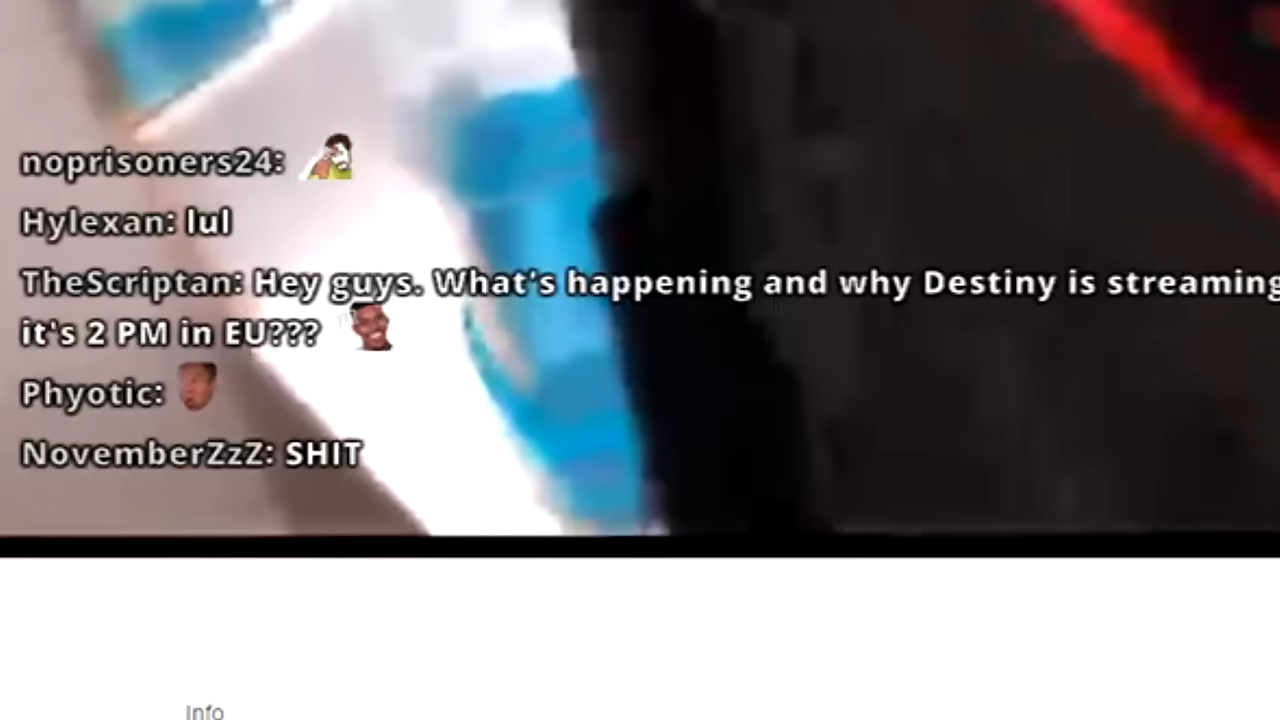 noprisoners24:
Hylexan: lul
TheScriptan: Hey guys. What's happening and why Destiny is streaming
it's 2 PM in EU???
Phyotic:
NovemberZzZ: SHIT
Info